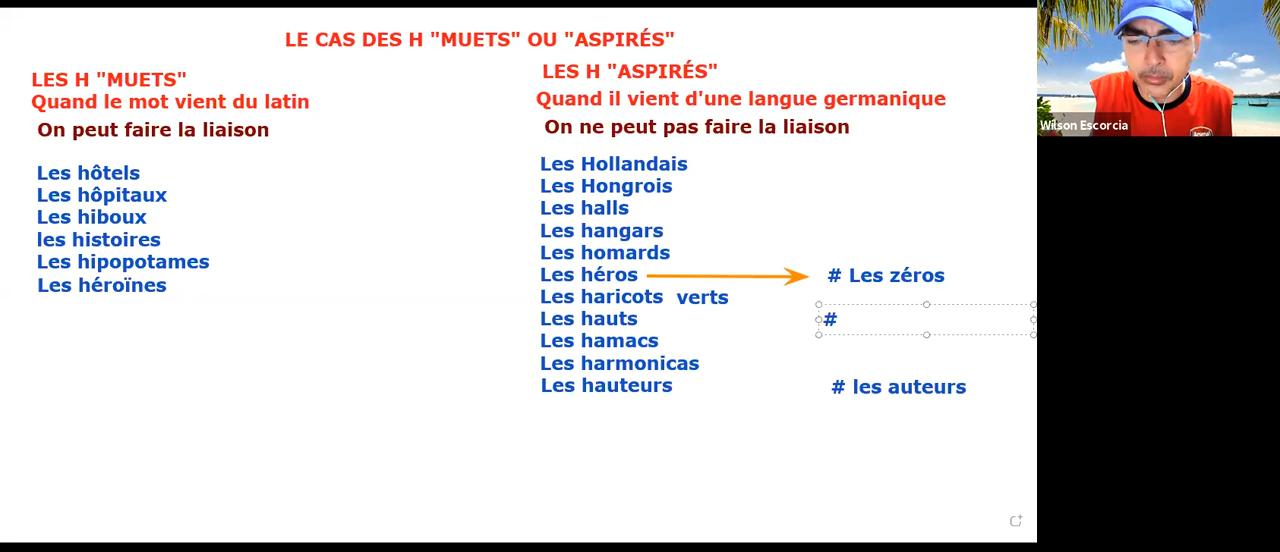 LE CAS DES H "MUETS" OU "ASPIRÉS"
LES H "MUETS"
Quand le mot vient du latin
On peut faire la liaison
Les hôtels
Les hôpitaux
Les hiboux
les histoires
Les hipopotames
Les héroïnes
LES H "ASPIRÉS"
Quand il vient d'une langue germanique
On ne peut pas faire la liaison
Les Hollandais
Les Hongrois
Les halls
Les hangars
Les homards
Les héros # Les zéros
Les haricots verts
Les hauts #
Les hamacs
Les harmonicas
Les hauteurs # les auteurs
Wilson Escorcia
Arsenal